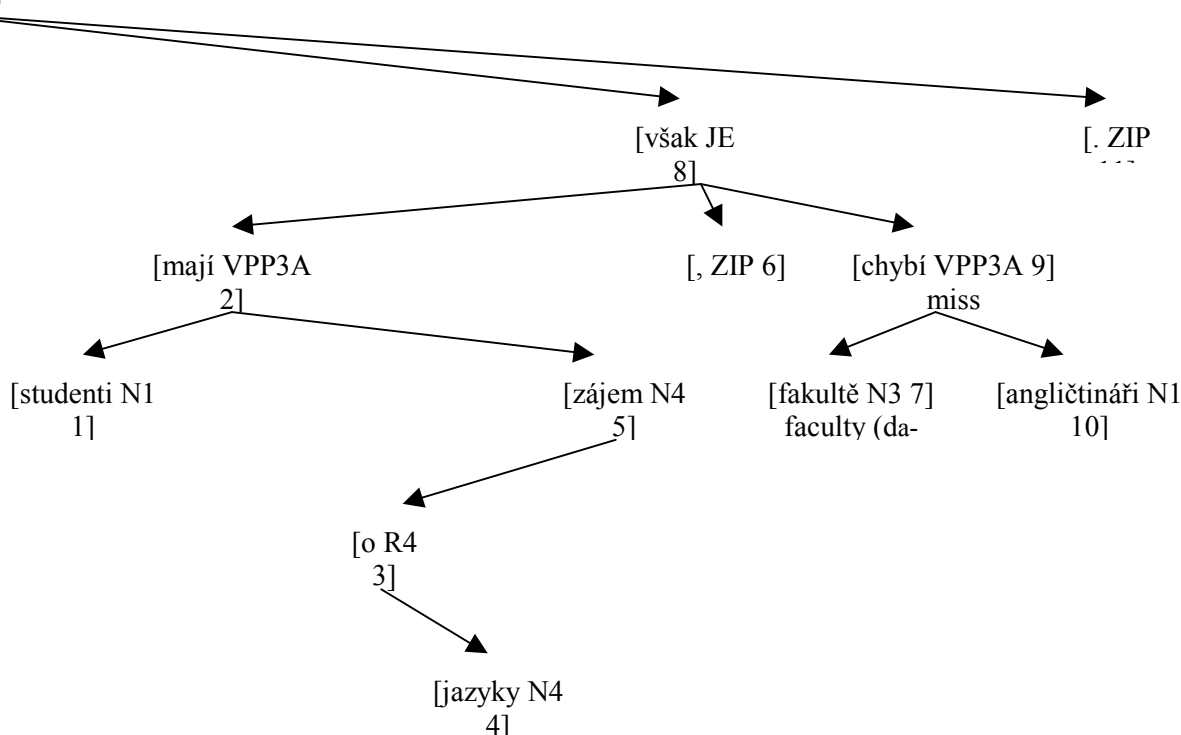 [však JE
8]
[. ZIP
11]
[mají VPP3A
2]
[, ZIP 6]
[chybí VPP3A 9]
miss
[studenti N1
1]
[zájem N4
5]
[fakultě N3 7]
faculty (da-
[angličtináři N1
10]
[o R4
3]
[jazyky N4
4]